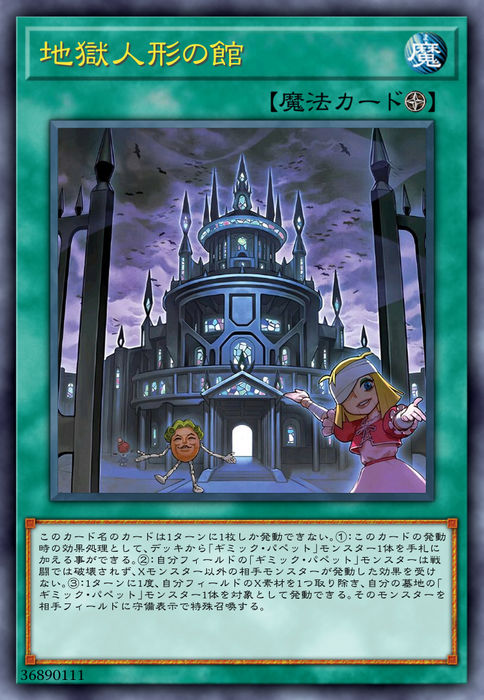 地獄人形の館
魔
【魔法カード】
このカード名のカードは1ターンに1枚しか発動できない。①:このカードの発動
時の効果処理として、デッキから「ギミック・パペット」モンスター1体を手札に
加える事ができる。②:自分フィールドの「ギミック・パペット」モンスターは戦
闘では破壊されず、Xモンスター以外の相手モンスターが発動した効果を受け
ない。③:1ターンに1度、自分フィールドのX素材を1つ取り除き、自分の墓地の「
ギミック・パペット」モンスター1体を対象として発動できる。そのモンスターを
相手フィールドに守備表示で特殊召喚する。
36890111